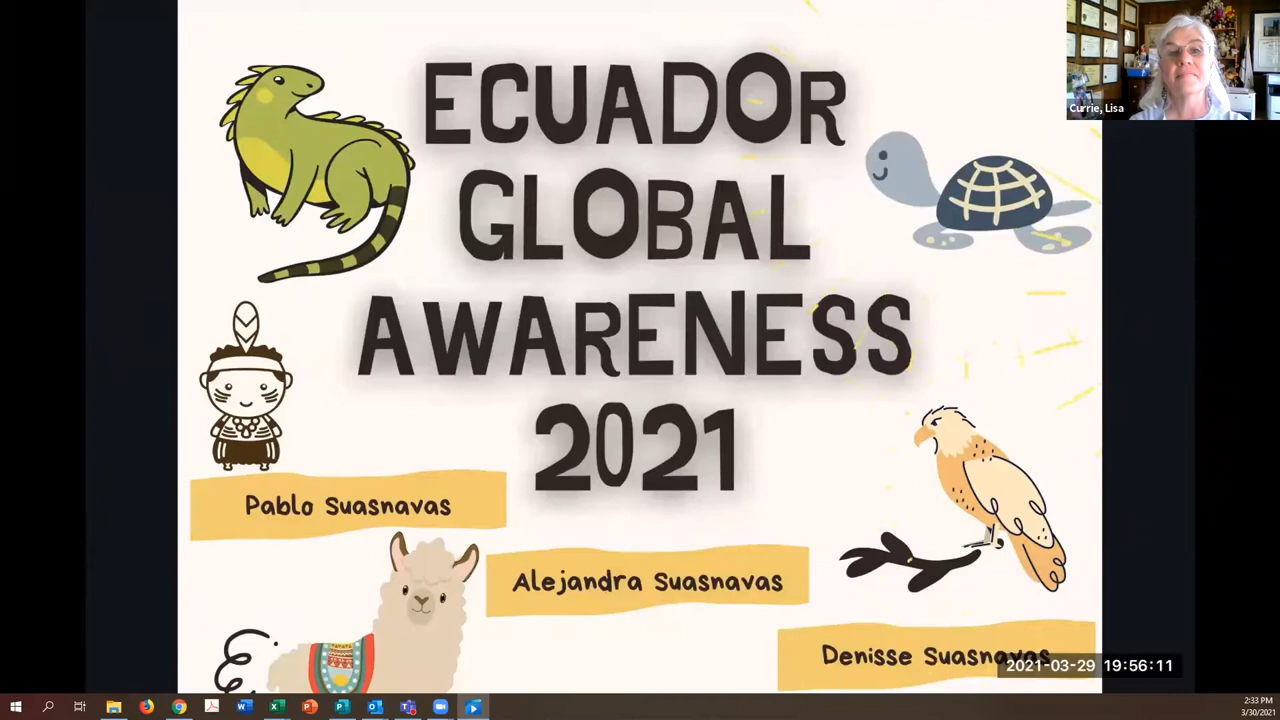 ECUADOR
GLOBAL
AWARENESS
2021
Currie, Lisa
Pablo Suasnavas
Alejandra Suasnavas
Denisse Suasnavas
2021-03-29 19:56:11
2:33 PM
3/30/2021